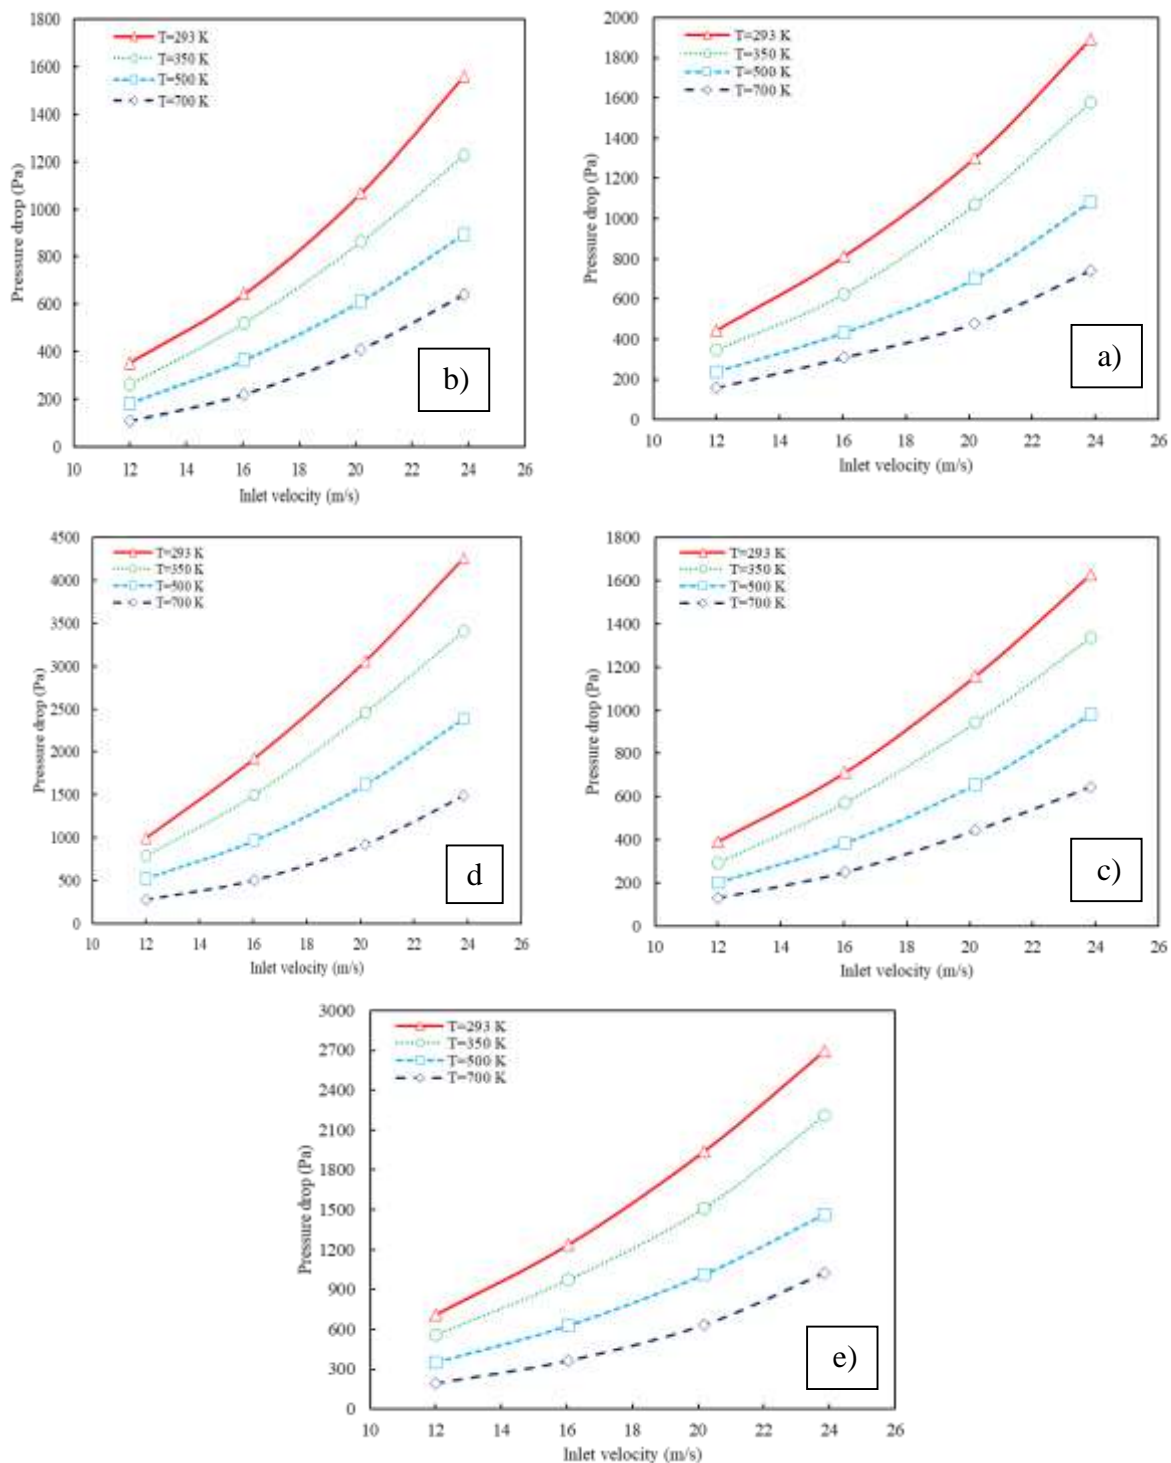 1800
1600
1400
1200
1000
800
600
400
200
0
10 12 14 16 18 20 22 24 26
Pressure drop (Pa)
Inlet velocity (m/s)
T=293 K
T=350 K
T=500 K
T=700 K
b)
2000
1800
1600
1400
1200
1000
800
600
400
200
0
10 12 14 16 18 20 22 24 26
Pressure drop (Pa)
Inlet velocity (m/s)
T=293 K
T=350 K
T=500 K
T=700 K
a)
4500
4000
3500
3000
2500
2000
1500
1000
500
0
10 12 14 16 18 20 22 24 26
Pressure drop (Pa)
Inlet velocity (m/s)
T=293 K
T=350 K
T=500 K
T=700 K
d
1800
1600
1400
1200
1000
800
600
400
200
0
10 12 14 16 18 20 22 24 26
Pressure drop (Pa)
Inlet velocity (m/s)
T=293 K
T=350 K
T=500 K
T=700 K
c)
3000
2700
2400
2100
1800
1500
1200
900
600
300
0
10 12 14 16 18 20 22 24 26
Pressure drop (Pa)
Inlet velocity (m/s)
T=293 K
T=350 K
T=500 K
T=700 K
e)